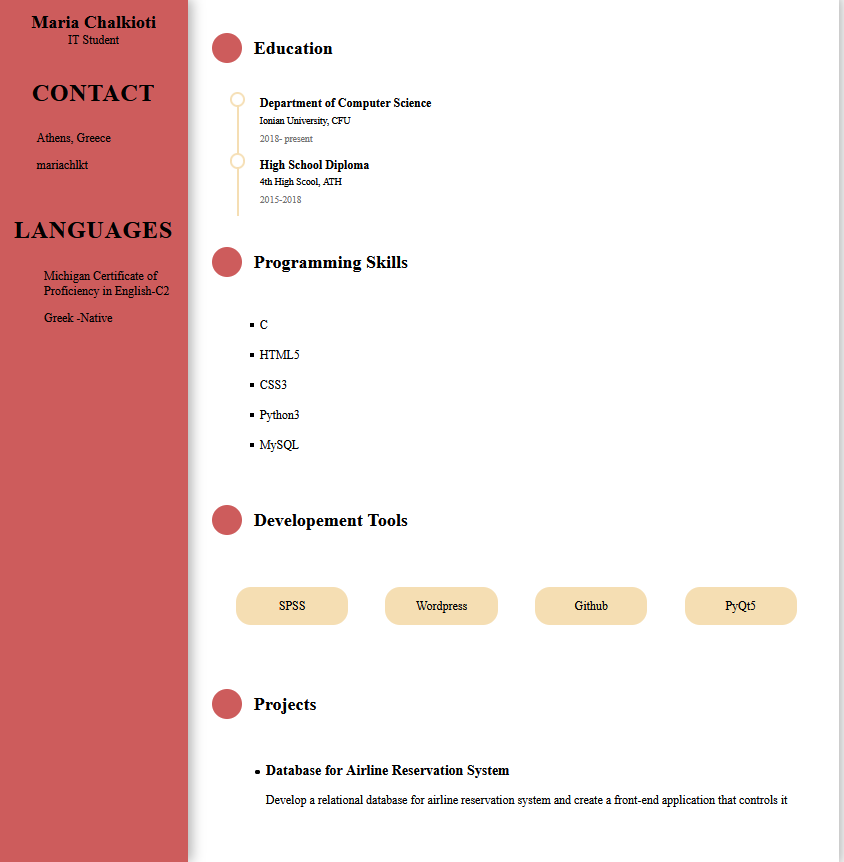 Maria Chalkioti
IT Student
CONTACT
Athens, Greece
mariachlkt
LANGUAGES
Michigan Certificate of
Proficiency in English-C2
Greek -Native
Education
Department of Computer Science
Ionian University, CFU
2018- present
High School Diploma
4th High Scool, ATH
2015-2018
Programming Skills
C
HTML5
CSS3
Python3
MySQL
Developement Tools
SPSS
Wordpress
Github
PyQt5
Projects
Database for Airline Reservation System
Develop a relational database for airline reservation system and create a front-end application that controls it